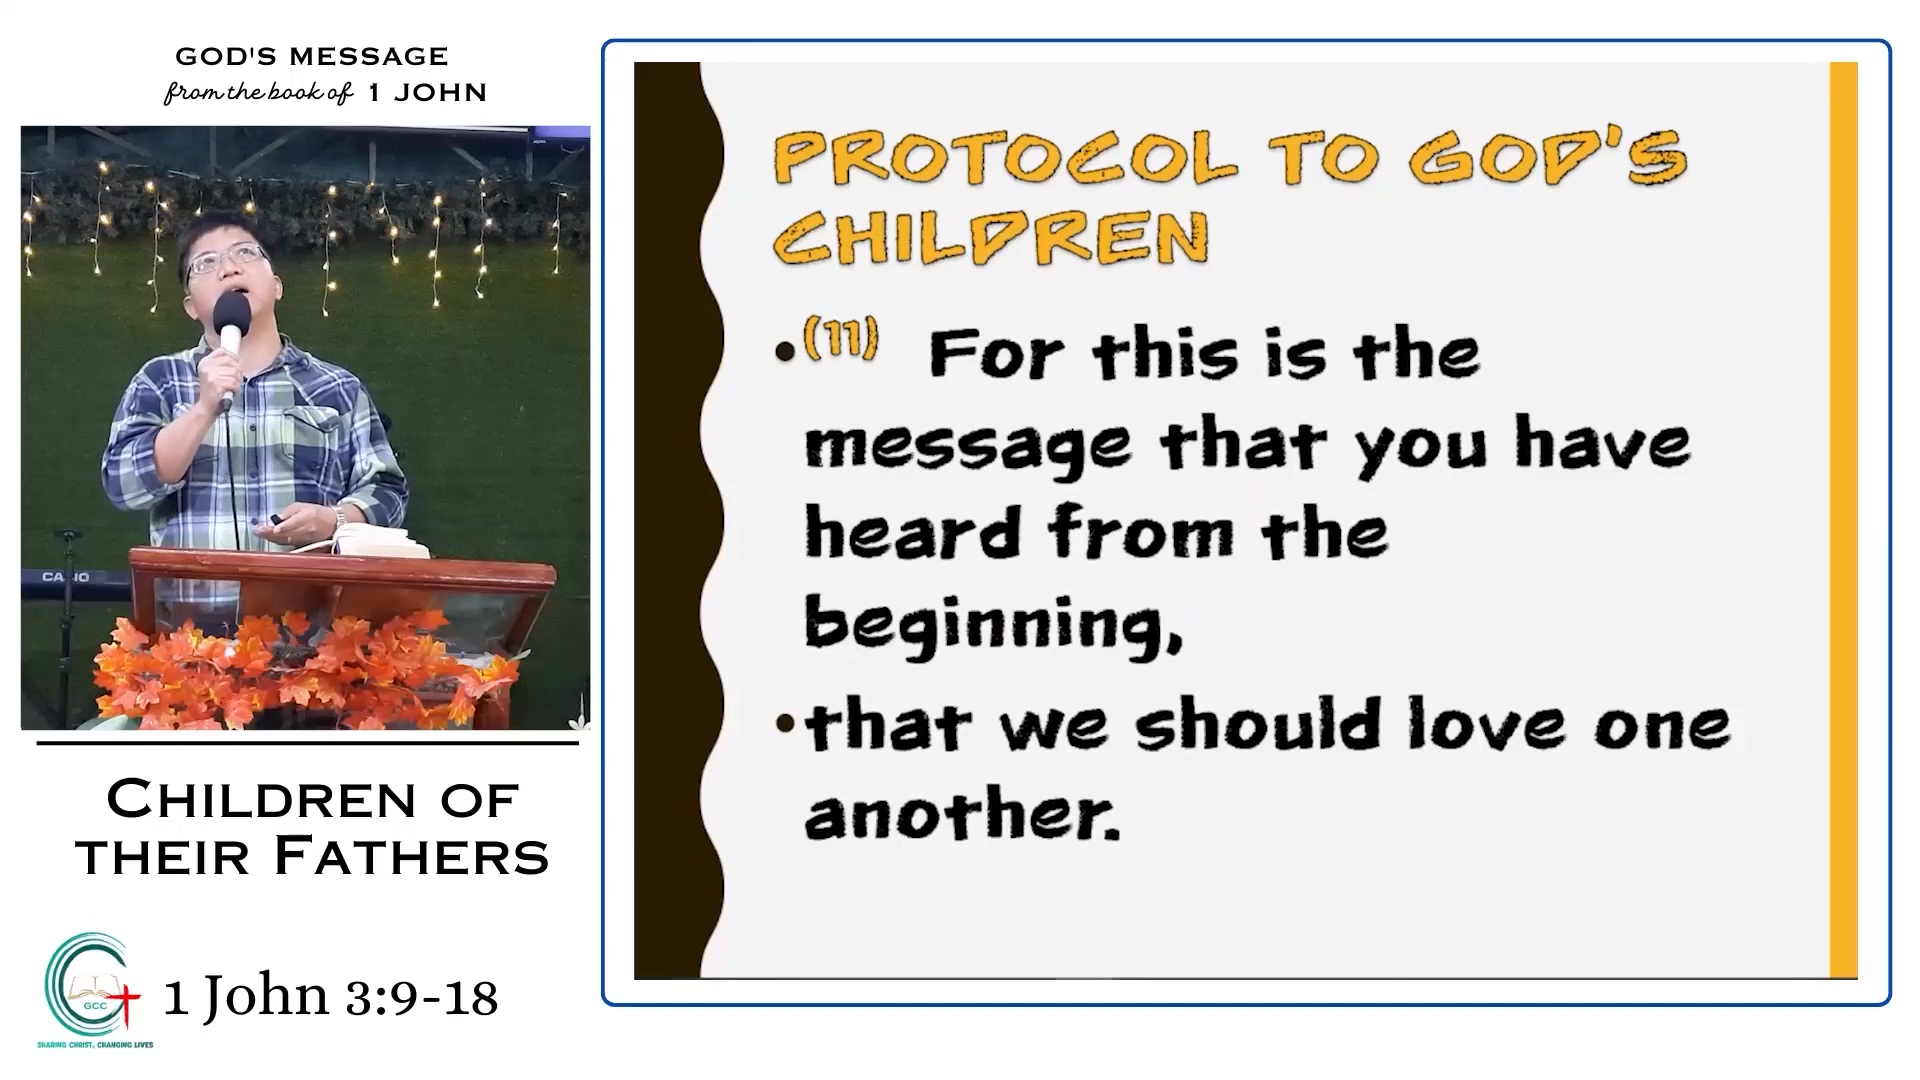 GOD'S MESSAGE
from the book of 1 JOHN
CASIO
CHILDREN OF
THEIR FATHERS
GCC
SHARING CHRIST, CHANGING LIVES
1 John 3:9-18
PROTOCOL TO GOD'S
CHILDREN
•(11) For this is the
message that you have
heard from the
beginning,
•that we should love one
another.